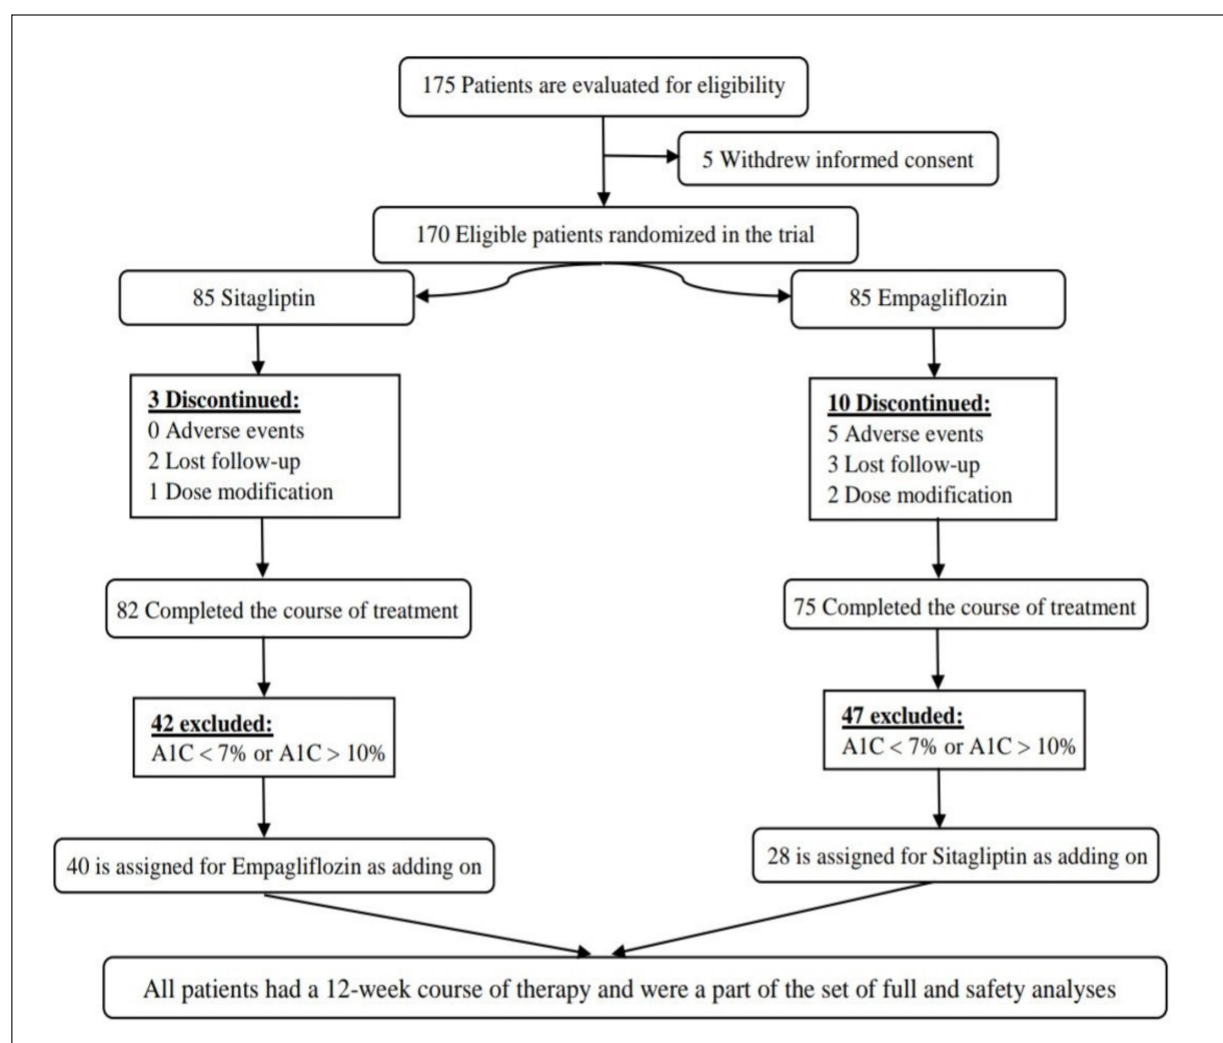 175 Patients are evaluated for eligibility
5 Withdrew informed consent
170 Eligible patients randomized in the trial
85 Sitagliptin
85 Empagliflozin
3 Discontinued:
0 Adverse events
2 Lost follow-up
1 Dose modification
10 Discontinued:
5 Adverse events
3 Lost follow-up
2 Dose modification
82 Completed the course of treatment
75 Completed the course of treatment
42 excluded:
A1C < 7% or A1C > 10%
47 excluded:
A1C < 7% or A1C > 10%
40 is assigned for Empagliflozin as adding on
28 is assigned for Sitagliptin as adding on
All patients had a 12-week course of therapy and were a part of the set of full and safety analyses